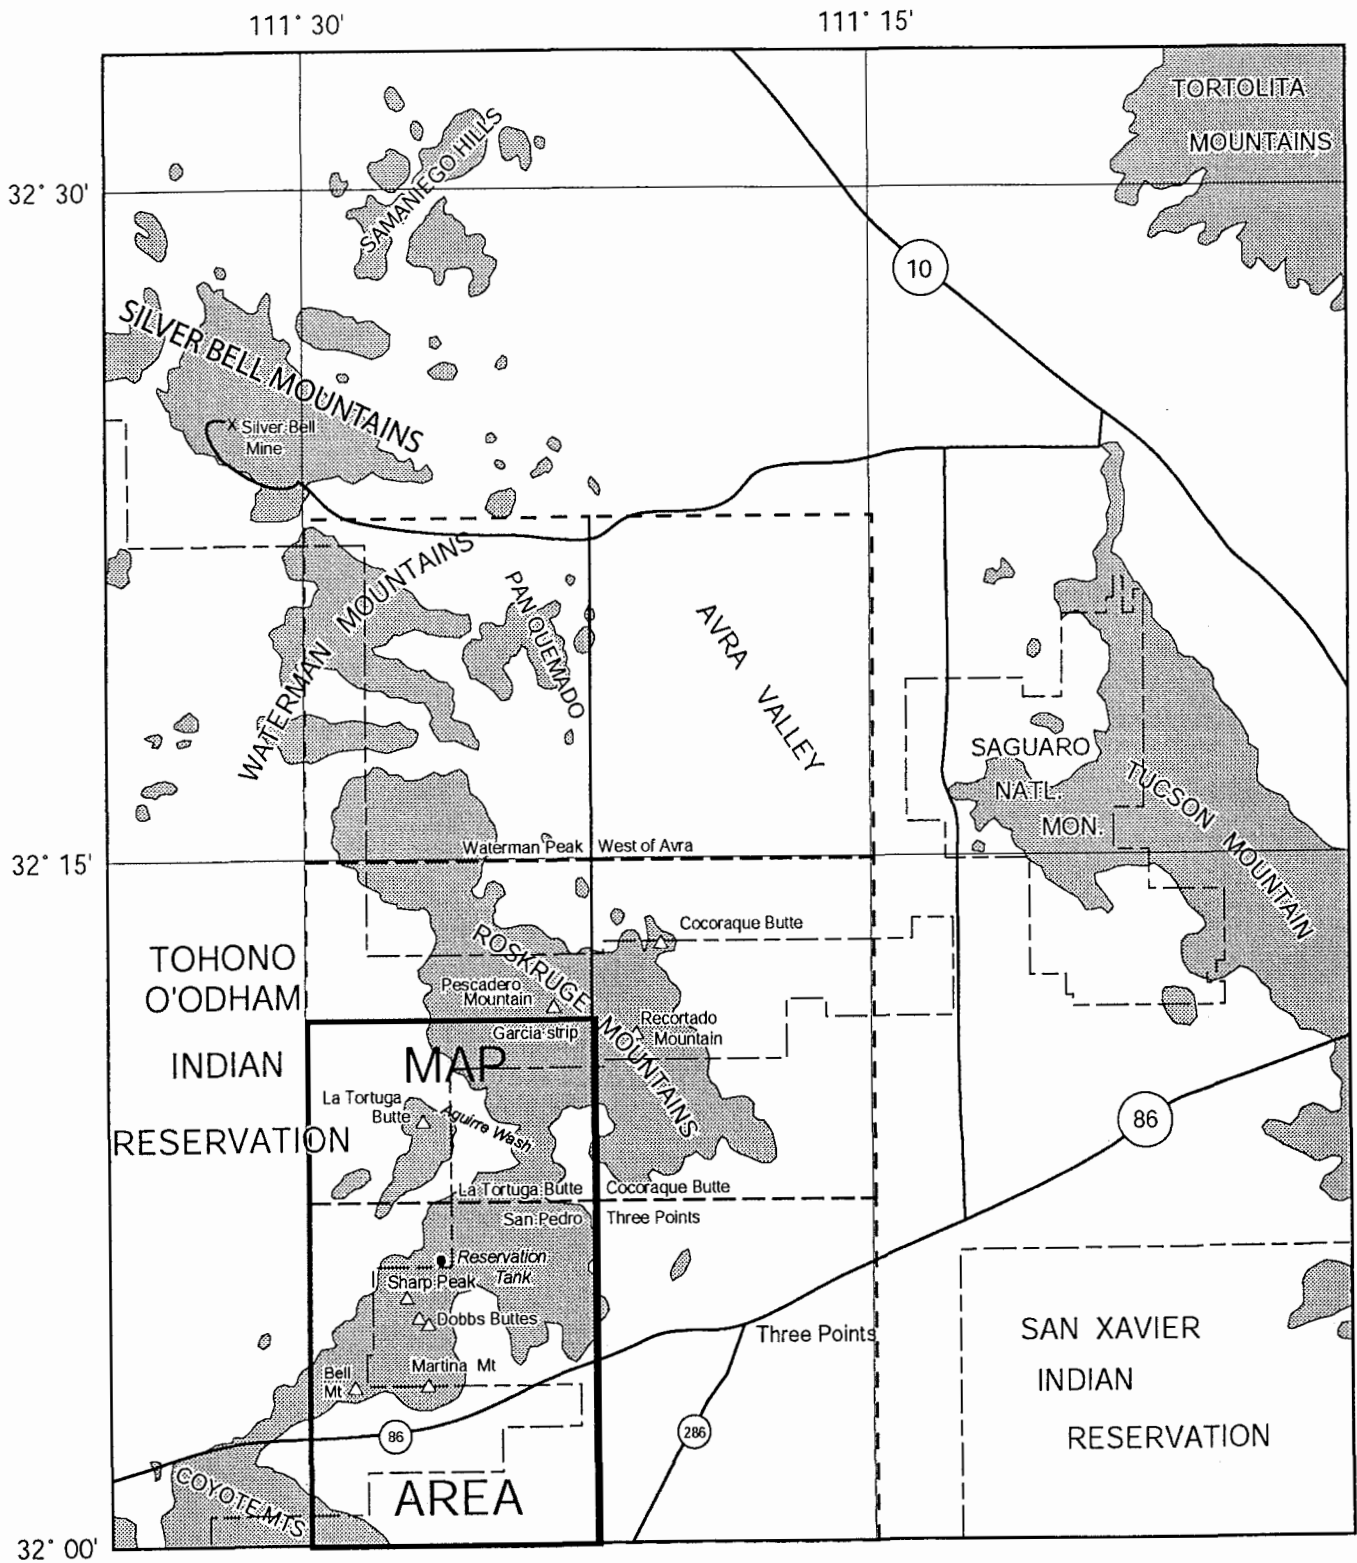 111° 30'
111° 15'
TORTOLITA
MOUNTAINS
SAMANIEGO HILLS
32° 30'
10
SILVER BELL MOUNTAINS
X Silver Bell
Mine
WATERMAN MOUNTAINS
PAN QUEMADO
AVRA VALLEY
SAGUARO
NATL.
MON.
TUCSON MOUNTAIN
Waterman Peak
West of Avra
32° 15'
Cocoraque Butte
ROSKRUGE MOUNTAINS
TOHONO
O'ODHAM
INDIAN
RESERVATION
Pescadero
Mountain
Garcia strip
Recortado
Mountain
MAP
La Tortuga
Butte
Aguirre Wash
86
La Tortuga Butte
Cocoraque Butte
San Pedro
Three Points
Reservation
Tank
Sharp Peak
Dobbs Buttes
Three Points
SAN XAVIER
INDIAN
RESERVATION
Bell
Mt
Martina Mt
86
286
COYOTE MTS
AREA
32° 00'